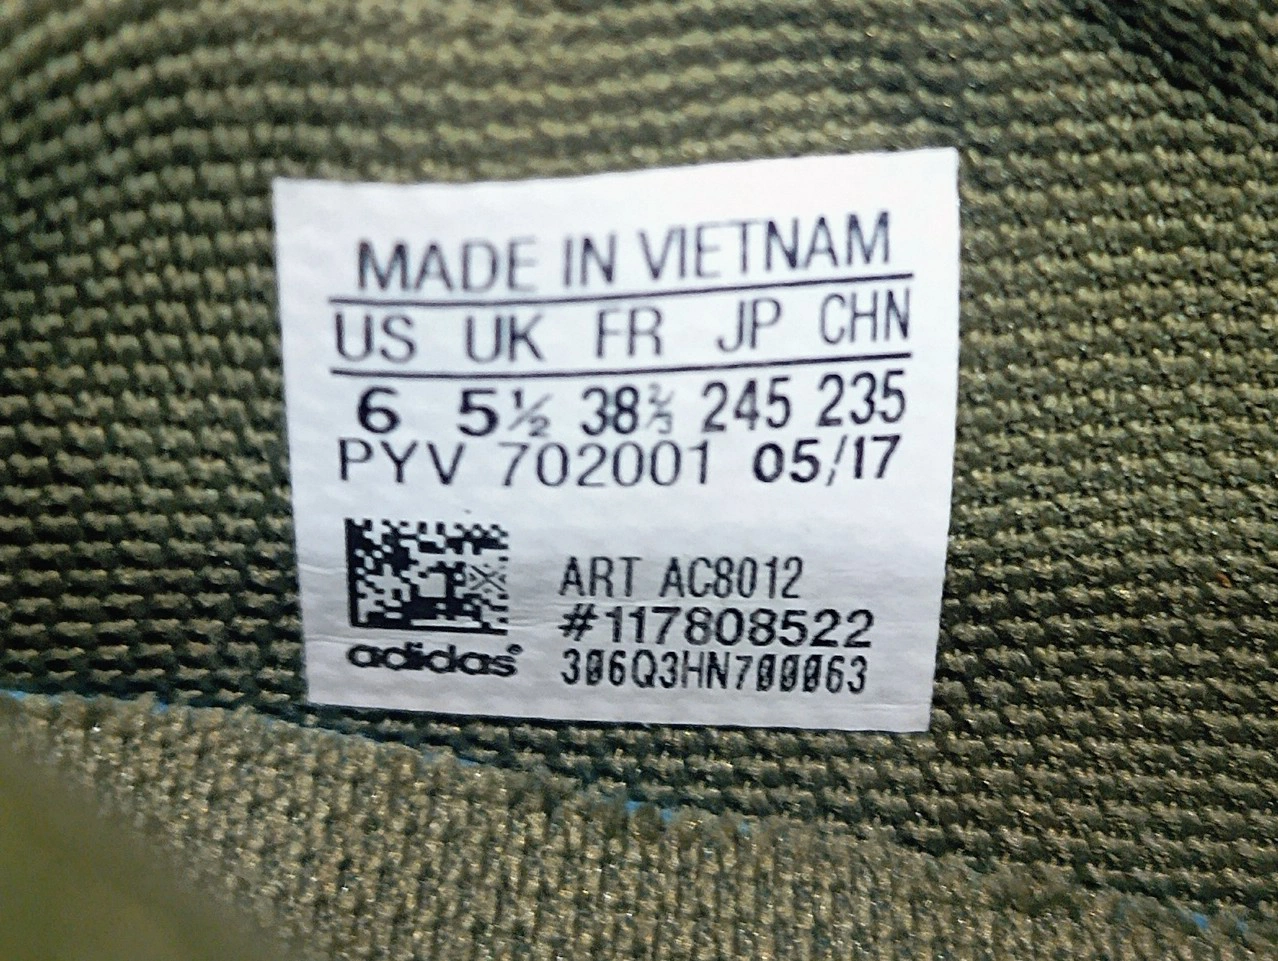 MADE IN VIETNAM
US UK FR JP CHN
6 5½ 38⅔ 245 235
PYV 702001 05/17
ART AC8012
#117808522
adidas®
306Q3HN700063